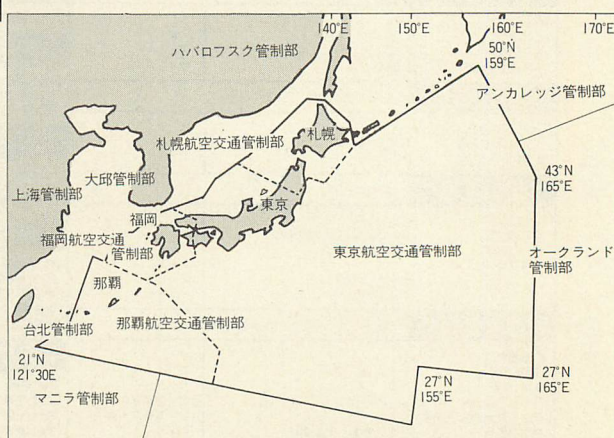 140°E
150°E
160°E
170°E
50°N
159°E
ハバロフスク管制部
アンカレッジ管制部
札幌航空交通管制部
札幌
大邱管制部
上海管制部
43°N
165°E
福岡
東京
福岡航空交通
管制部
東京航空交通管制部
オークランド
管制部
那覇
台北管制部
那覇航空交通管制部
21°N
121°30E
27°N
155°E
27°N
165°E
マニラ管制部